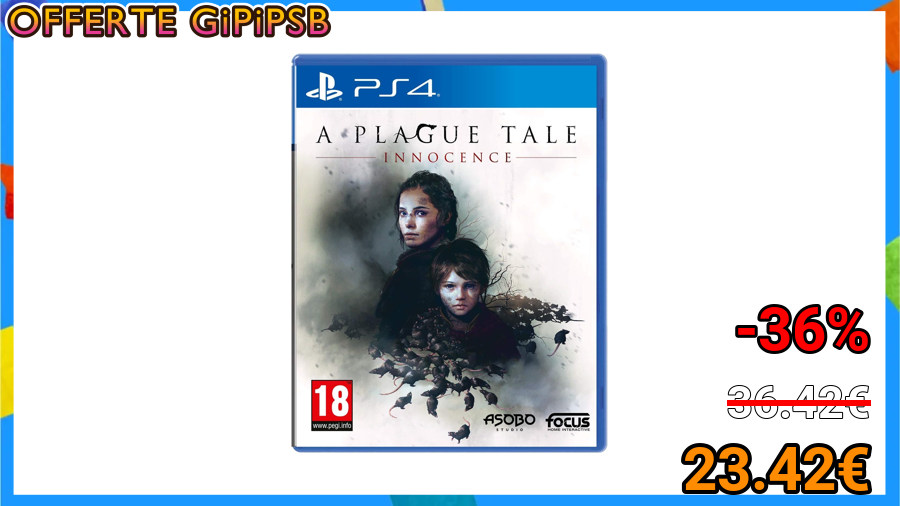 OFFERTE GiPiPSB
PS4
A PLAGUE TALE
INNOCENCE
-36%
36.42€
23.42€
18
www.pegi.info
ASOBO
STUDIO
FOCUS
HOME INTERACTIVE